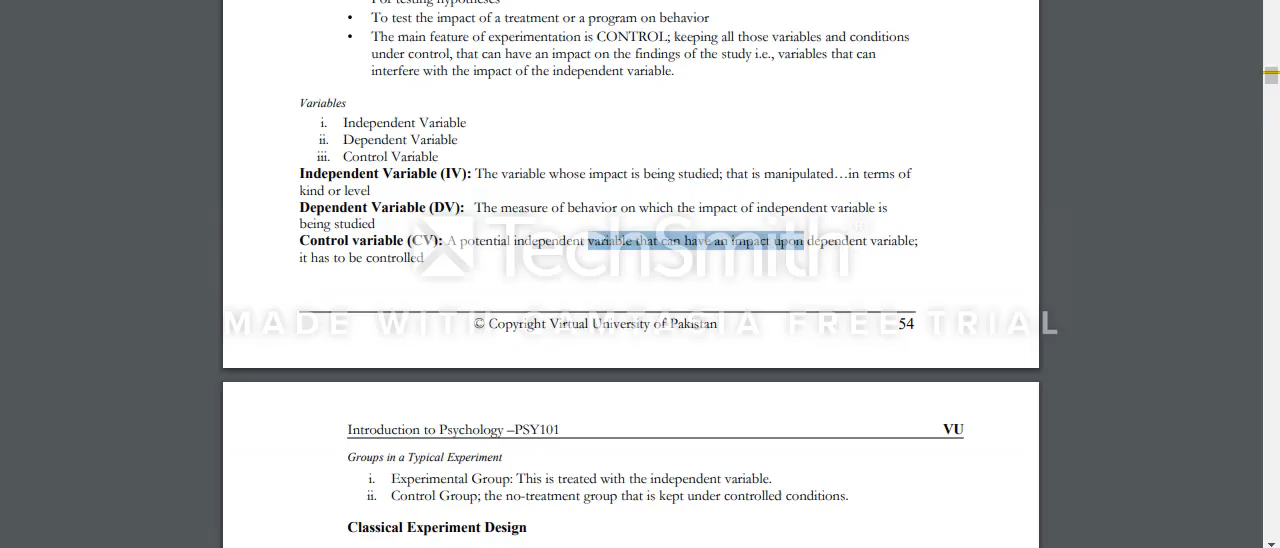 For testing hypotheses
• To test the impact of a treatment or a program on behavior
• The main feature of experimentation is CONTROL; keeping all those variables and conditions
under control, that can have an impact on the findings of the study i.e., variables that can
interfere with the impact of the independent variable.
Variables
i. Independent Variable
ii. Dependent Variable
iii. Control Variable
Independent Variable (IV): The variable whose impact is being studied; that is manipulated…in terms of
kind or level
Dependent Variable (DV): The measure of behavior on which the impact of independent variable is
being studied
Control variable (CV): A potential independent variable that can have an impact upon dependent variable;
it has to be controlled
TechSmith®
MADE WITH CAMTASIA FREE TRIAL
© Copyright Virtual University of Pakistan 54
Introduction to Psychology –PSY101 VU
Groups in a Typical Experiment
i. Experimental Group: This is treated with the independent variable.
ii. Control Group; the no-treatment group that is kept under controlled conditions.
Classical Experiment Design